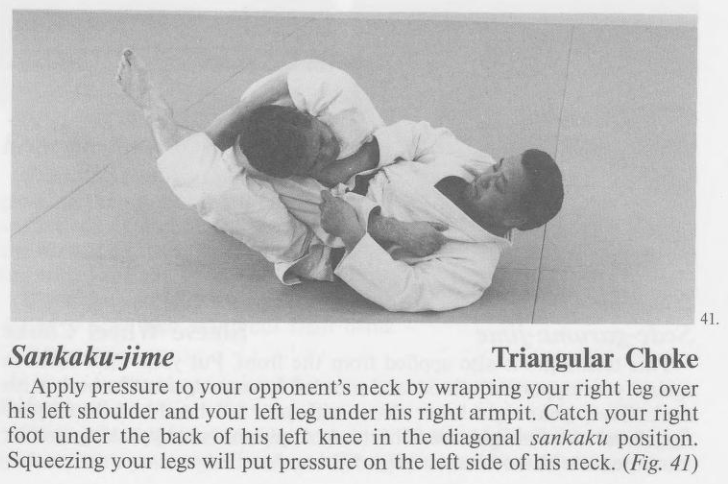 41.
Sankaku-jime Triangular Choke
Apply pressure to your opponent's neck by wrapping your right leg over
his left shoulder and your left leg under his right armpit. Catch your right
foot under the back of his left knee in the diagonal sankaku position.
Squeezing your legs will put pressure on the left side of his neck. (Fig. 41)